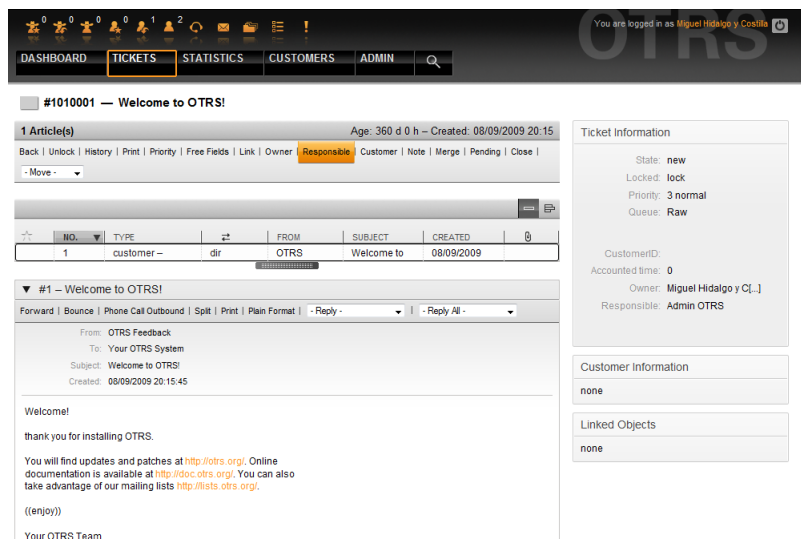 0 0 0 0 1 2 !
You are logged in as Miguel Hidalgo y Costilla
OTRS
DASHBOARD TICKETS STATISTICS CUSTOMERS ADMIN
#1010001 — Welcome to OTRS!
1 Article(s) Age: 360 d 0 h – Created: 08/09/2009 20:15
Back | Unlock | History | Print | Priority | Free Fields | Link | Owner | Responsible | Customer | Note | Merge | Pending | Close |
- Move -
NO. TYPE FROM SUBJECT CREATED
1 customer – dir OTRS Welcome to 08/09/2009
#1 – Welcome to OTRS!
Forward | Bounce | Phone Call Outbound | Split | Print | Plain Format | - Reply - | - Reply All -
From: OTRS Feedback
To: Your OTRS System
Subject: Welcome to OTRS!
Created: 08/09/2009 20:15:45
Welcome!
thank you for installing OTRS.
You will find updates and patches at http://otrs.org/. Online
documentation is available at http://doc.otrs.org/. You can also
take advantage of our mailing lists http://lists.otrs.org/.
((enjoy))
Your OTRS Team
Ticket Information
State: new
Locked: lock
Priority: 3 normal
Queue: Raw
CustomerID:
Accounted time: 0
Owner: Miguel Hidalgo y C[...]
Responsible: Admin OTRS
Customer Information
none
Linked Objects
none